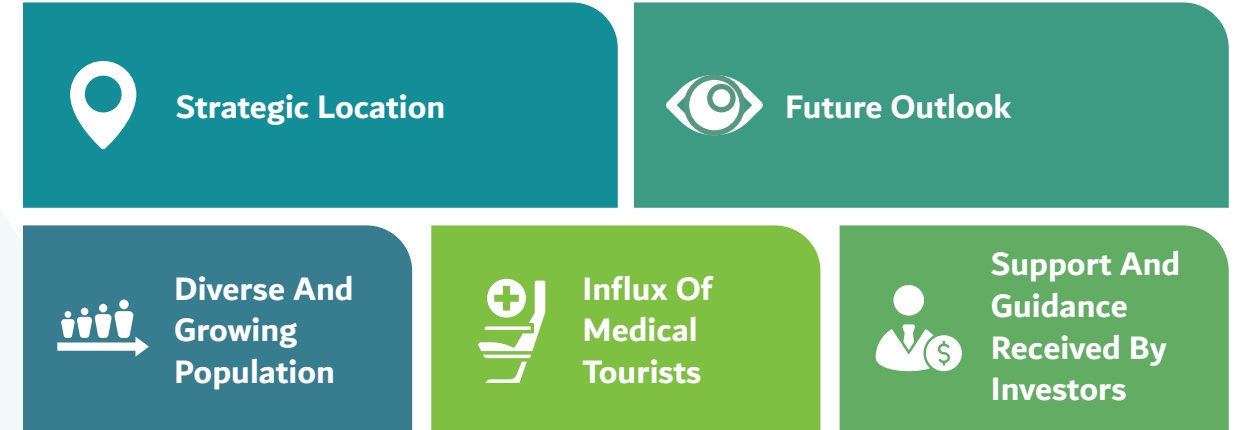 Strategic Location
Future Outlook
Diverse And
Growing
Population
Influx Of
Medical
Tourists
Support And
Guidance
Received By
Investors
$